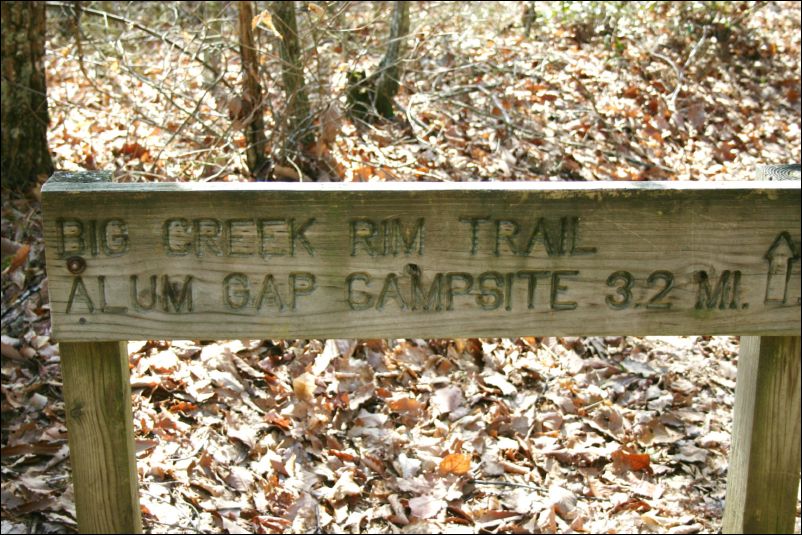 BIG CREEK RIM TRAIL
ALUM GAP CAMPSITE 3.2 MI.